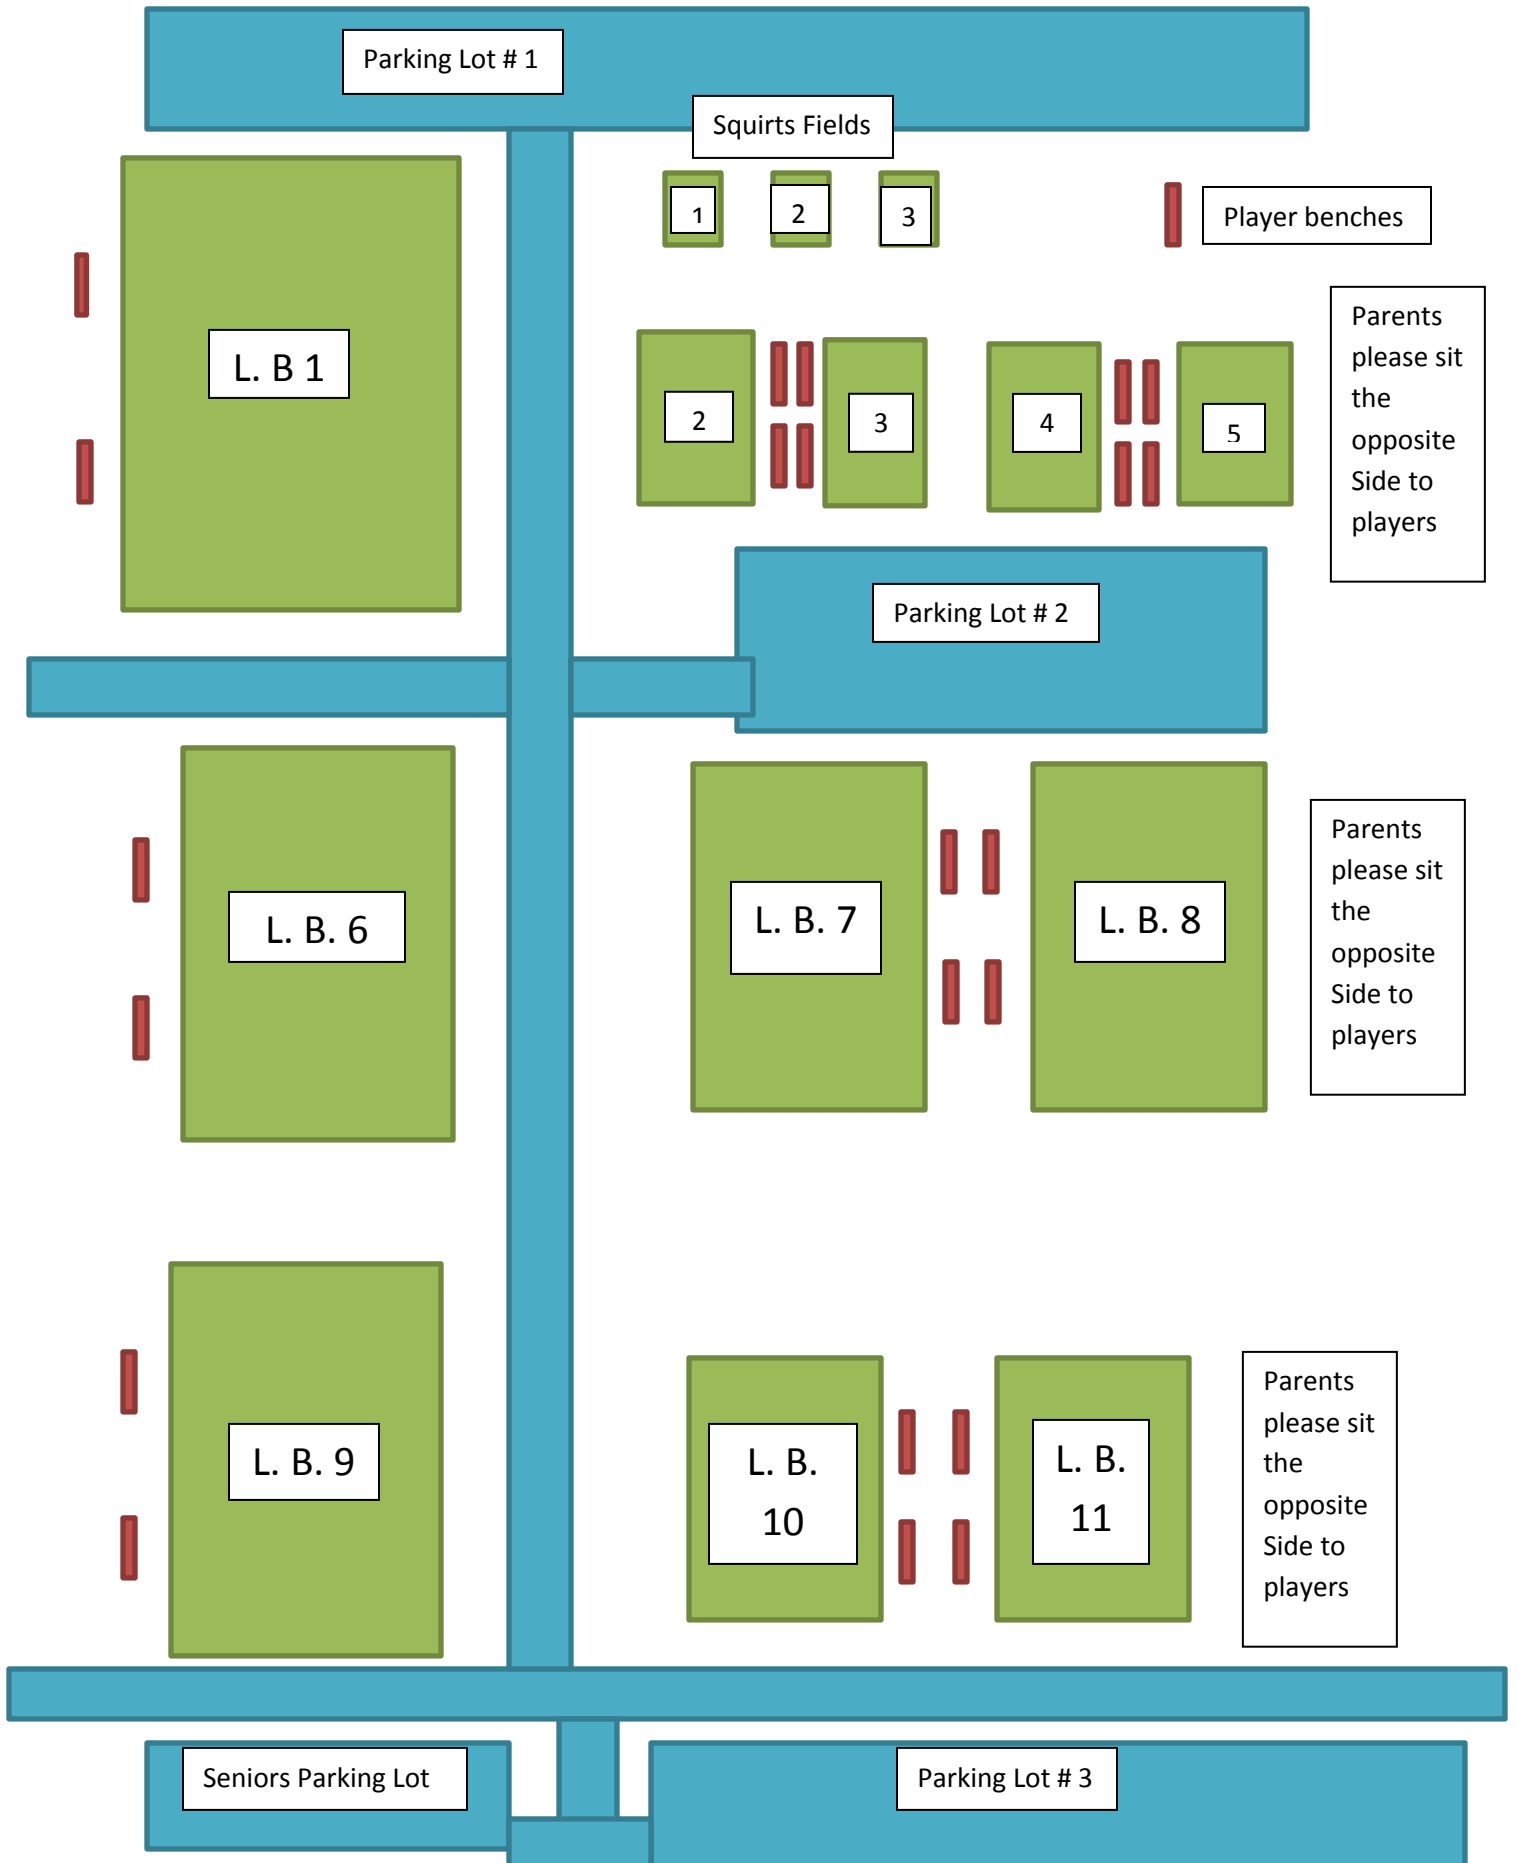 Parking Lot # 1
Squirts Fields
1
2
3
Player benches
L. B 1
2
3
4
5
Parents
please sit
the
opposite
Side to
players
Parking Lot # 2
L. B. 6
L. B. 7
L. B. 8
Parents
please sit
the
opposite
Side to
players
L. B. 9
L. B.
10
L. B.
11
Parents
please sit
the
opposite
Side to
players
Seniors Parking Lot
Parking Lot # 3